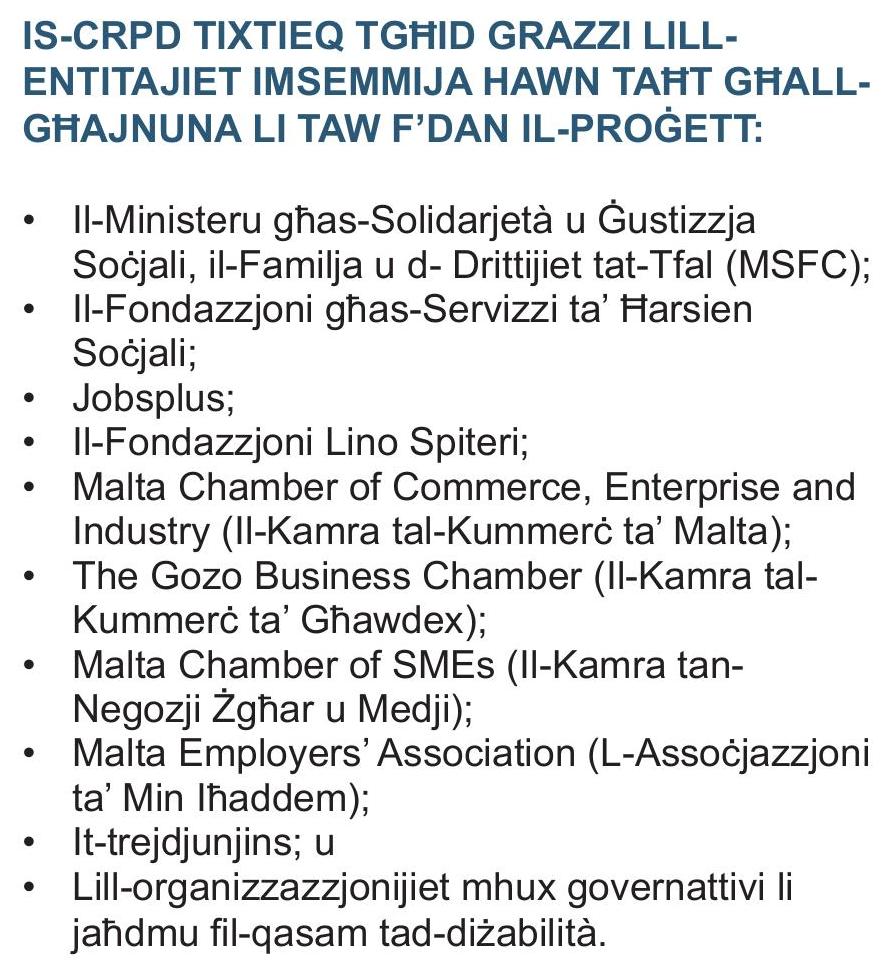 IS-CRPD TIXTIEQ TGĦID GRAZZI LILL-
ENTITAJIET IMSEMMIJA HAWN TAĦT GĦALL-
GĦAJNUNA LI TAW F’DAN IL-PROĠETT:
• Il-Ministeru għas-Solidarjetà u Ġustizzja
Soċjali, il-Familja u d- Drittijiet tat-Tfal (MSFC);
• Il-Fondazzjoni għas-Servizzi ta’ Ħarsien
Soċjali;
• Jobsplus;
• Il-Fondazzjoni Lino Spiteri;
• Malta Chamber of Commerce, Enterprise and
Industry (Il-Kamra tal-Kummerċ ta’ Malta);
• The Gozo Business Chamber (Il-Kamra tal-
Kummerċ ta’ Għawdex);
• Malta Chamber of SMEs (Il-Kamra tan-
Negozji Żgħar u Medji);
• Malta Employers’ Association (L-Assoċjazzjoni
ta’ Min Iħaddem);
• It-trejdjunjins; u
• Lill-organizzazzjonijiet mhux governattivi li
jaħdmu fil-qasam tad-diżabilità.